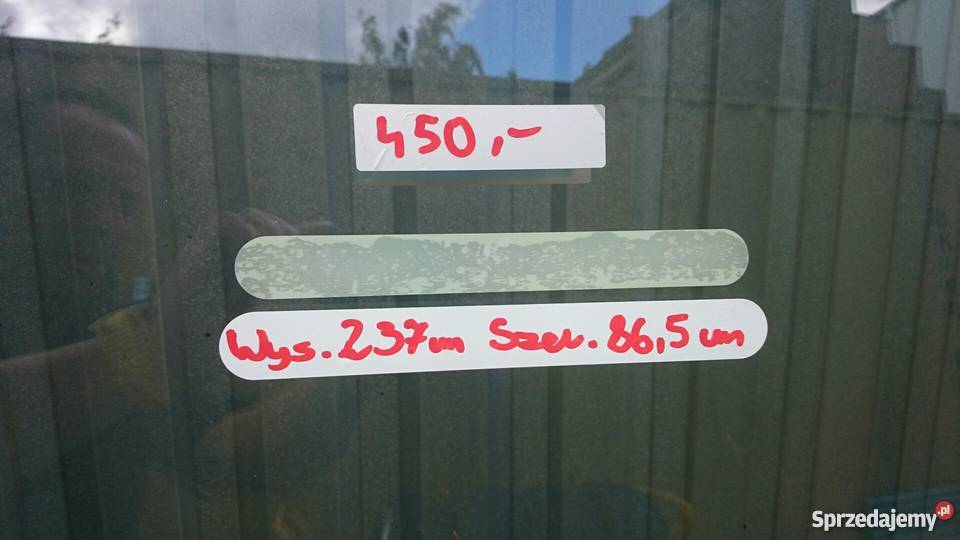 450,-
Wys. 237cm Szer. 86,5cm
Sprzedajemy.pl